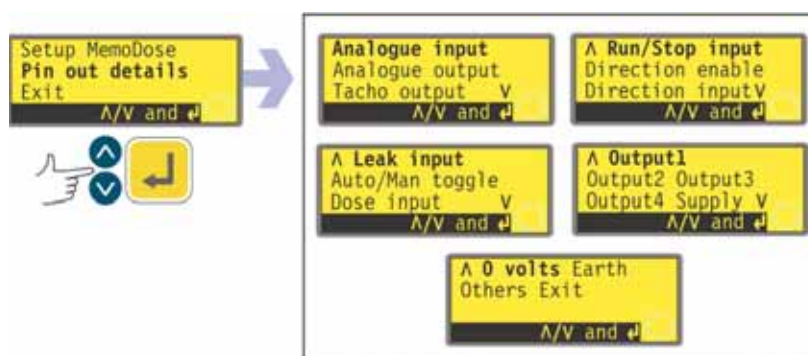 Setup MemoDose
Pin out details
Exit
Λ/V and ↲
Analogue input
Analogue output
Tacho output V
Λ/V and ↲
Λ Run/Stop input
Direction enable
Direction inputV
Λ/V and ↲
Λ Leak input
Auto/Man toggle
Dose input V
Λ/V and ↲
Λ Output1
Output2 Output3
Output4 Supply V
Λ/V and ↲
Λ 0 volts Earth
Others Exit
Λ/V and ↲